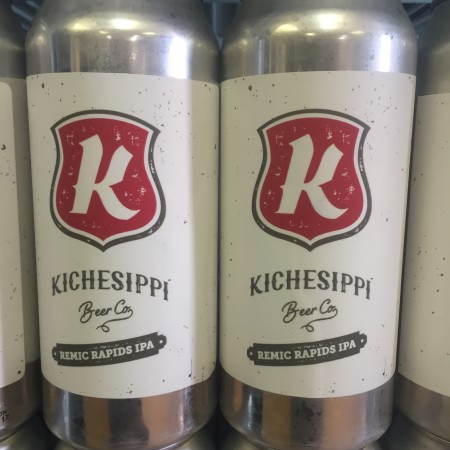 K
KICHESIPPI
Beer Co.
REMIC RAPIDS IPA
K
KICHESIPPI
Beer Co.
REMIC RAPIDS IPA